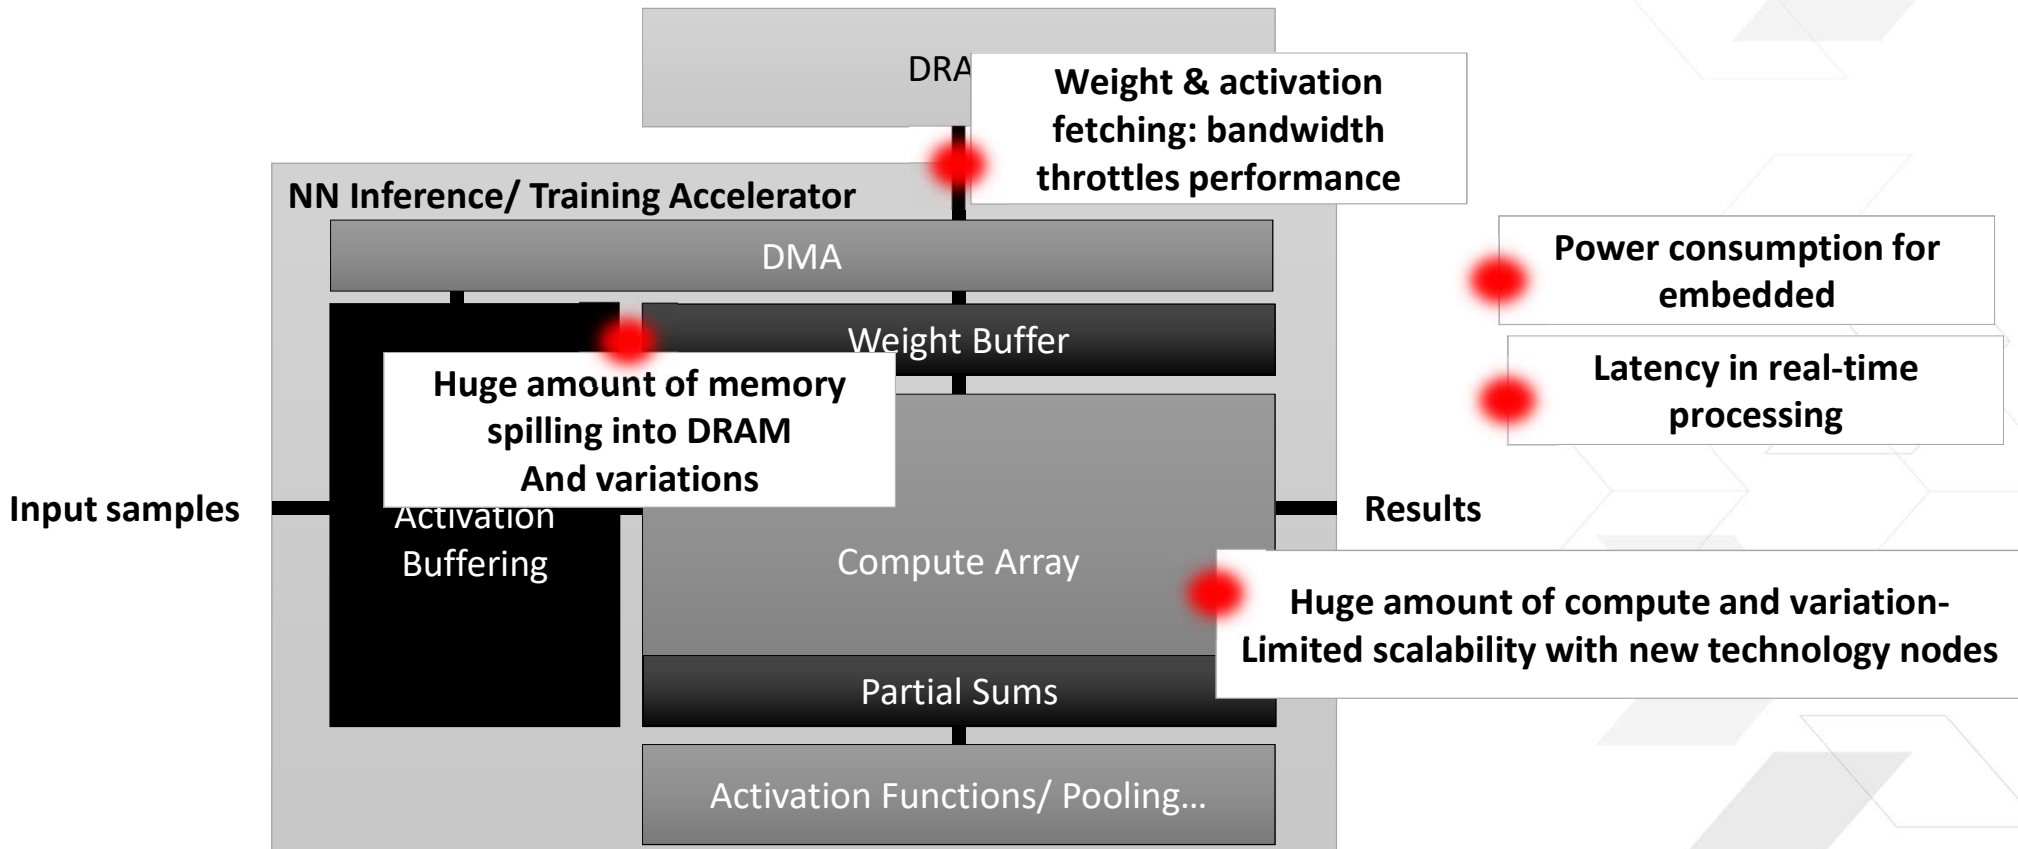 DRA
Weight & activation
fetching: bandwidth
throttles performance
NN Inference/ Training Accelerator
DMA
Power consumption for
embedded
Weight Buffer
Latency in real-time
processing
Huge amount of memory
spilling into DRAM
And variations
Input samples
Activation
Buffering
Results
Compute Array
Huge amount of compute and variation-
Limited scalability with new technology nodes
Partial Sums
Activation Functions/ Pooling…